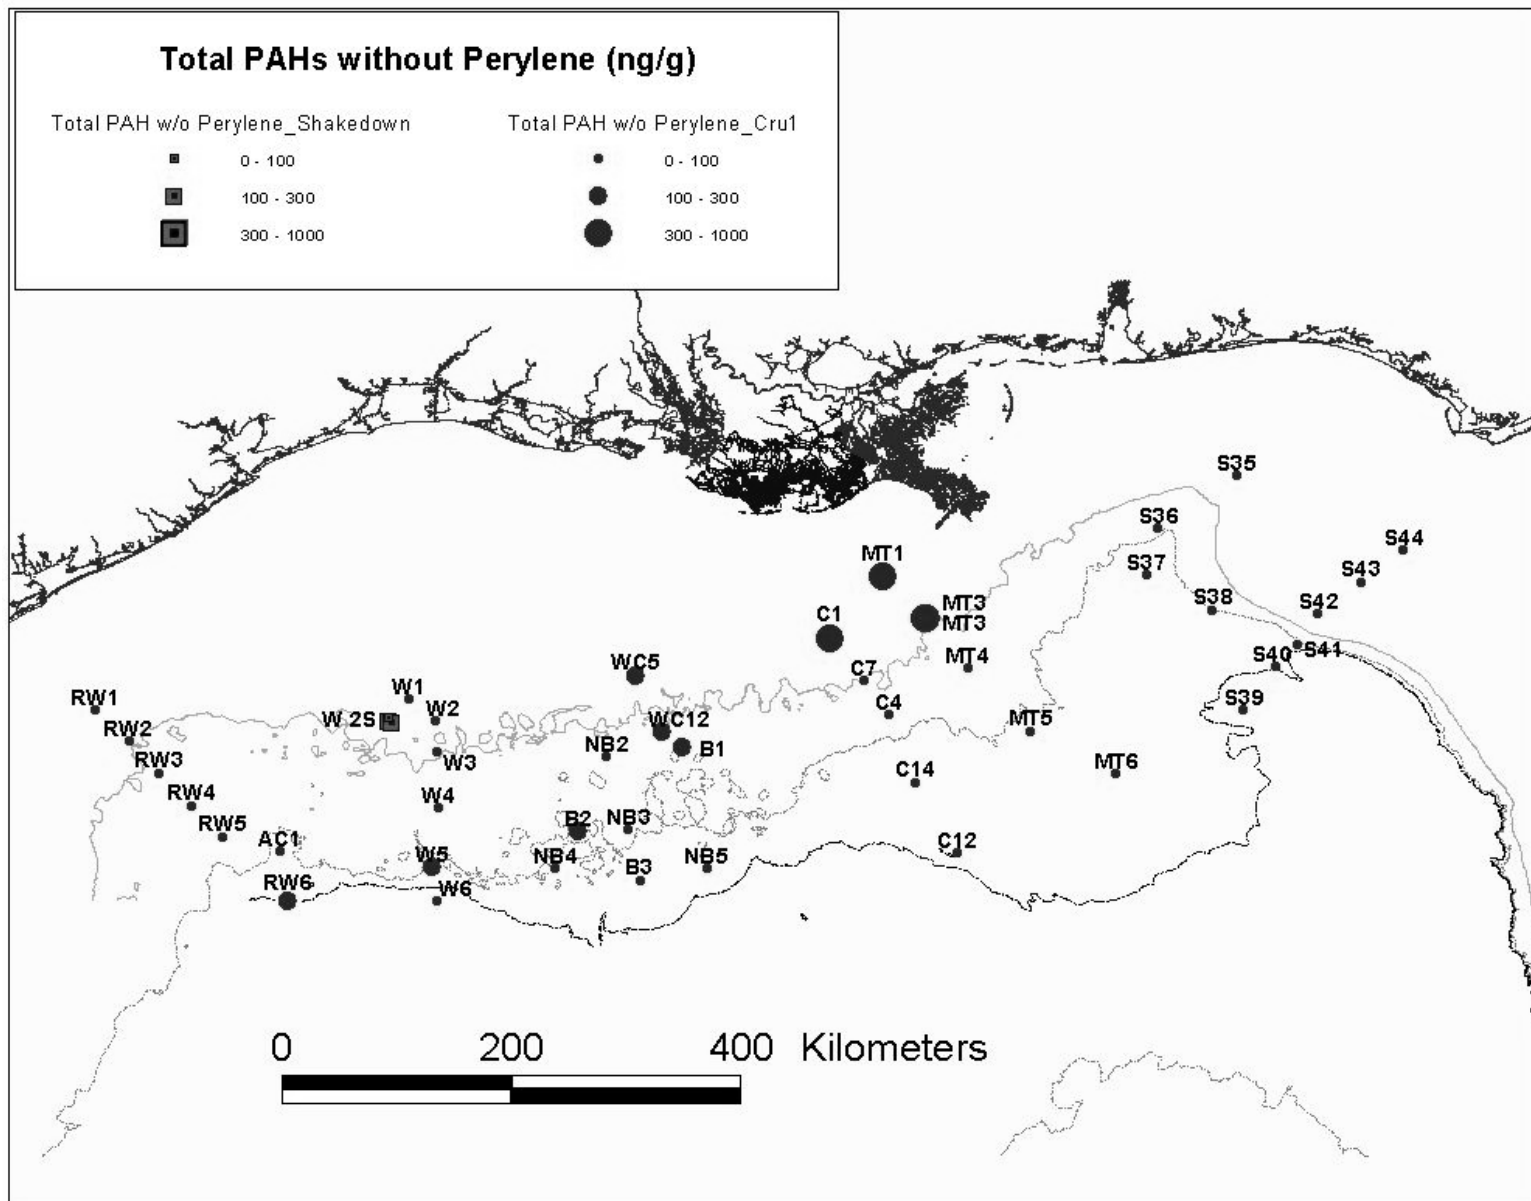 Total PAHs without Perylene (ng/g)
Total PAH w/o Perylene_Shakedown
Total PAH w/o Perylene_Cru1
0 - 100
0 - 100
100 - 300
100 - 300
300 - 1000
300 - 1000
S35
S36
S44
MT1
S37
S43
S38
S42
MT3
C1
MT3
S41
S40
MT4
WC5
C7
W1
RW1
S39
W 2S
W2
C4
MT5
WC12
RW2
NB2
B1
W3
RW3
MT6
C14
RW4
W4
RW5
B2
NB3
AC1
C12
W5
NB4
B3
NB5
RW6
W6
0
200
400
Kilometers